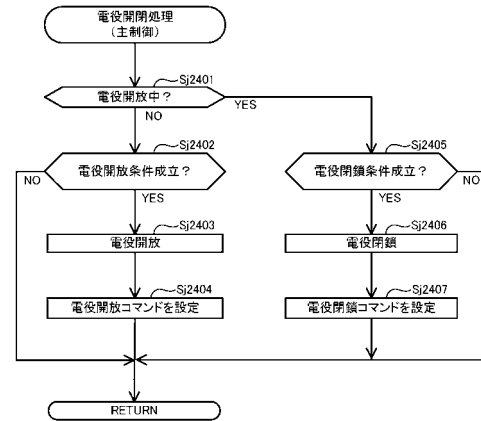 電役開閉処理
(主制御)
Sj2401
電役開放中？
YES
NO
Sj2402
電役開放条件成立？
NO
YES
Sj2403
電役開放
Sj2404
電役開放コマンドを設定
Sj2405
電役閉鎖条件成立？
NO
YES
Sj2406
電役閉鎖
Sj2407
電役閉鎖コマンドを設定
RETURN